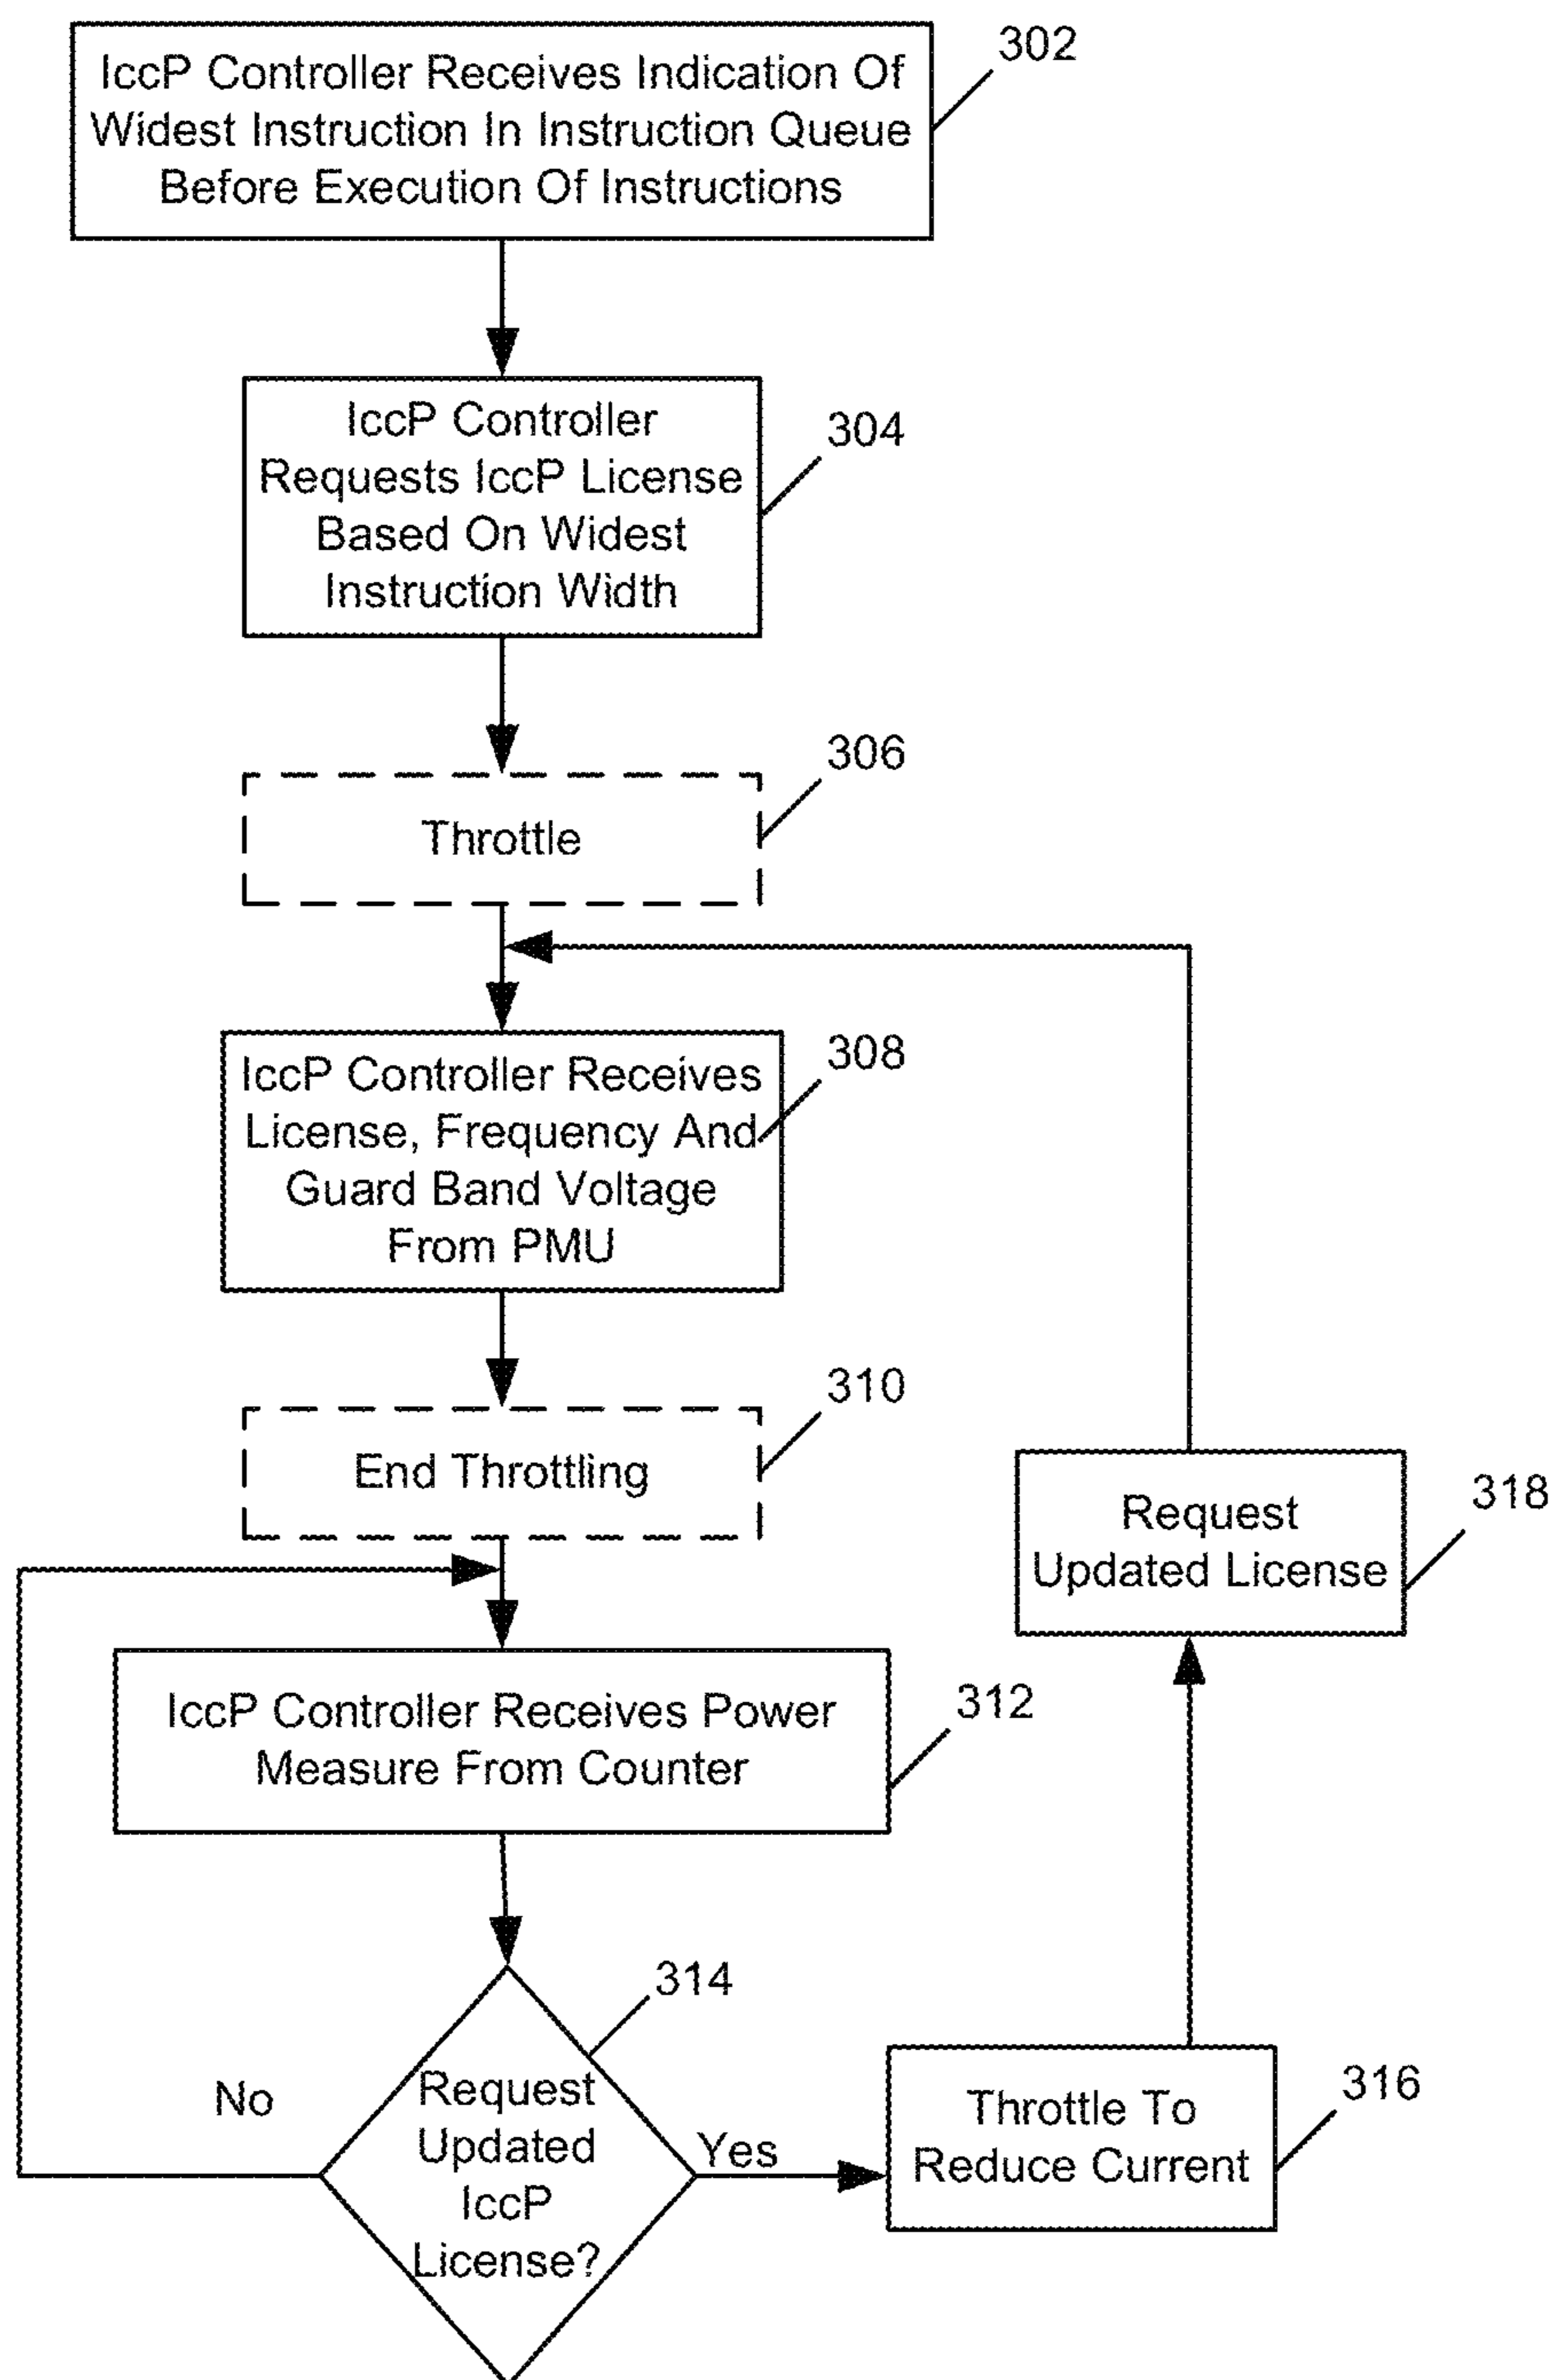 IccP Controller Receives Indication Of
Widest Instruction In Instruction Queue
Before Execution Of Instructions
302
IccP Controller
Requests IccP License
Based On Widest
Instruction Width
304
Throttle
306
IccP Controller Receives
License, Frequency And
Guard Band Voltage
From PMU
308
End Throttling
310
Request
Updated License
318
IccP Controller Receives Power
Measure From Counter
312
Request
Updated
IccP
License?
314
No
Yes
Throttle To
Reduce Current
316